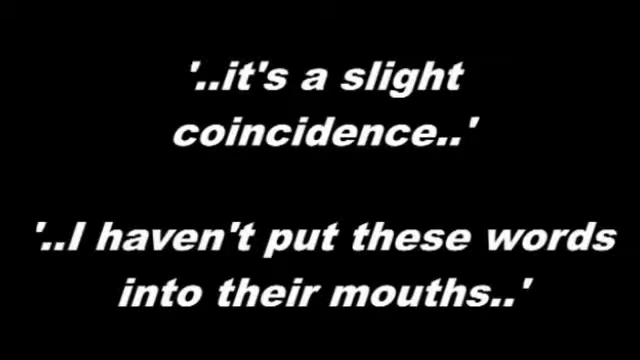 '..it's a slight
coincidence..'
'..I haven't put these words
into their mouths..'